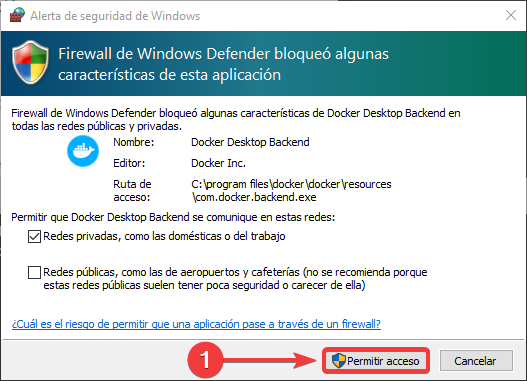 Alerta de seguridad de Windows
Firewall de Windows Defender bloqueó algunas
características de esta aplicación
Firewall de Windows Defender bloqueó algunas características de Docker Desktop Backend en
todas las redes públicas y privadas.
Nombre: Docker Desktop Backend
Editor: Docker Inc.
Ruta de C:\program files\docker\docker\resources
acceso: \com.docker.backend.exe
Permitir que Docker Desktop Backend se comunique en estas redes:
Redes privadas, como las domésticas o del trabajo
Redes públicas, como las de aeropuertos y cafeterías (no se recomienda porque
estas redes públicas suelen tener poca seguridad o carecer de ella)
¿Cuál es el riesgo de permitir que una aplicación pase a través de un firewall?
1 Permitir acceso Cancelar